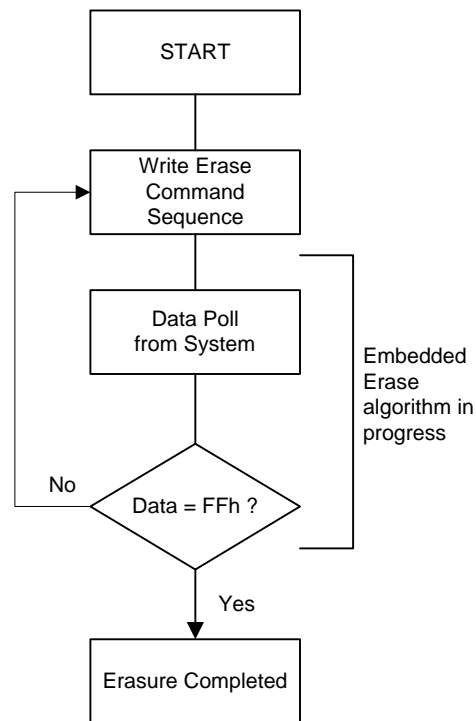 START
Write Erase
Command
Sequence
Data Poll
from System
Embedded
Erase
algorithm in
progress
No
Data = FFh ?
Yes
Erasure Completed